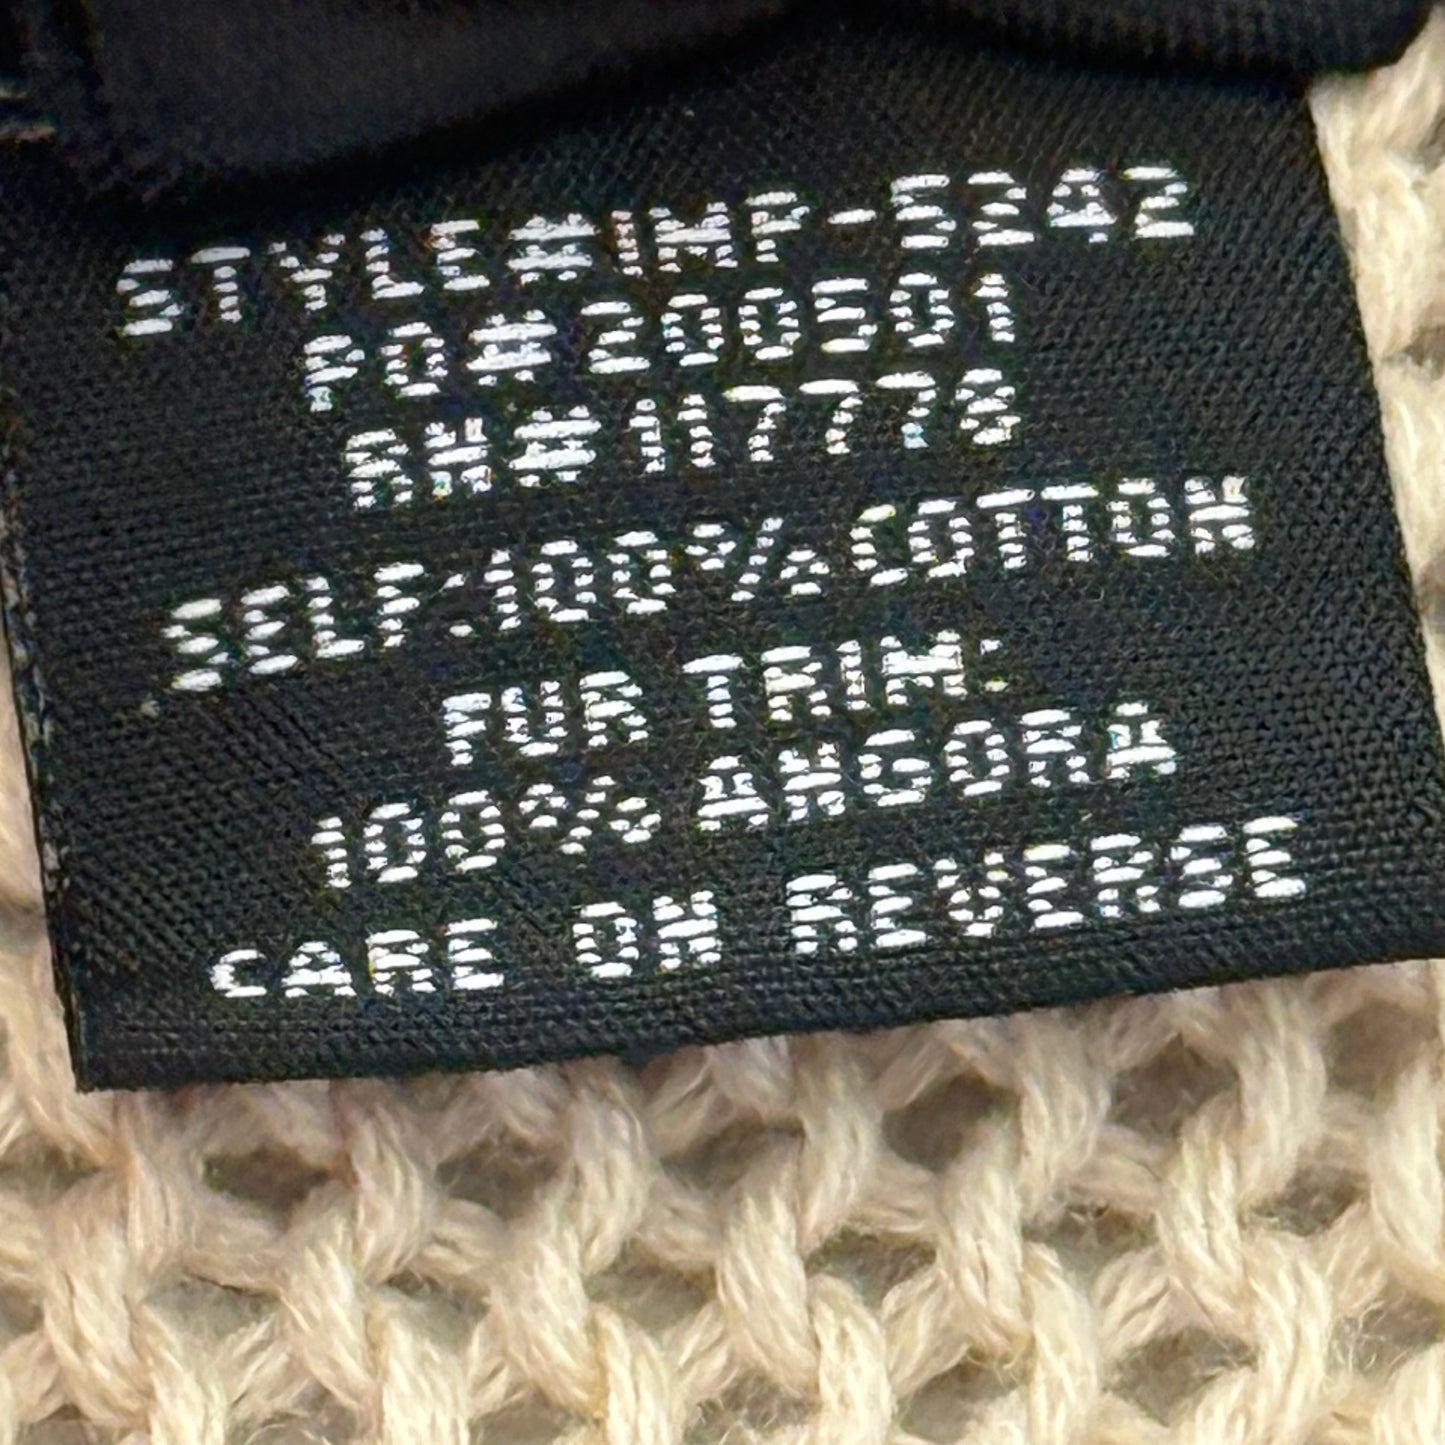 STYLE#IMP-5242
PO#200501
RN#117778
SELF:100%COTTON
FUR TRIM:
100% ANGORA
CARE ON REVERSE